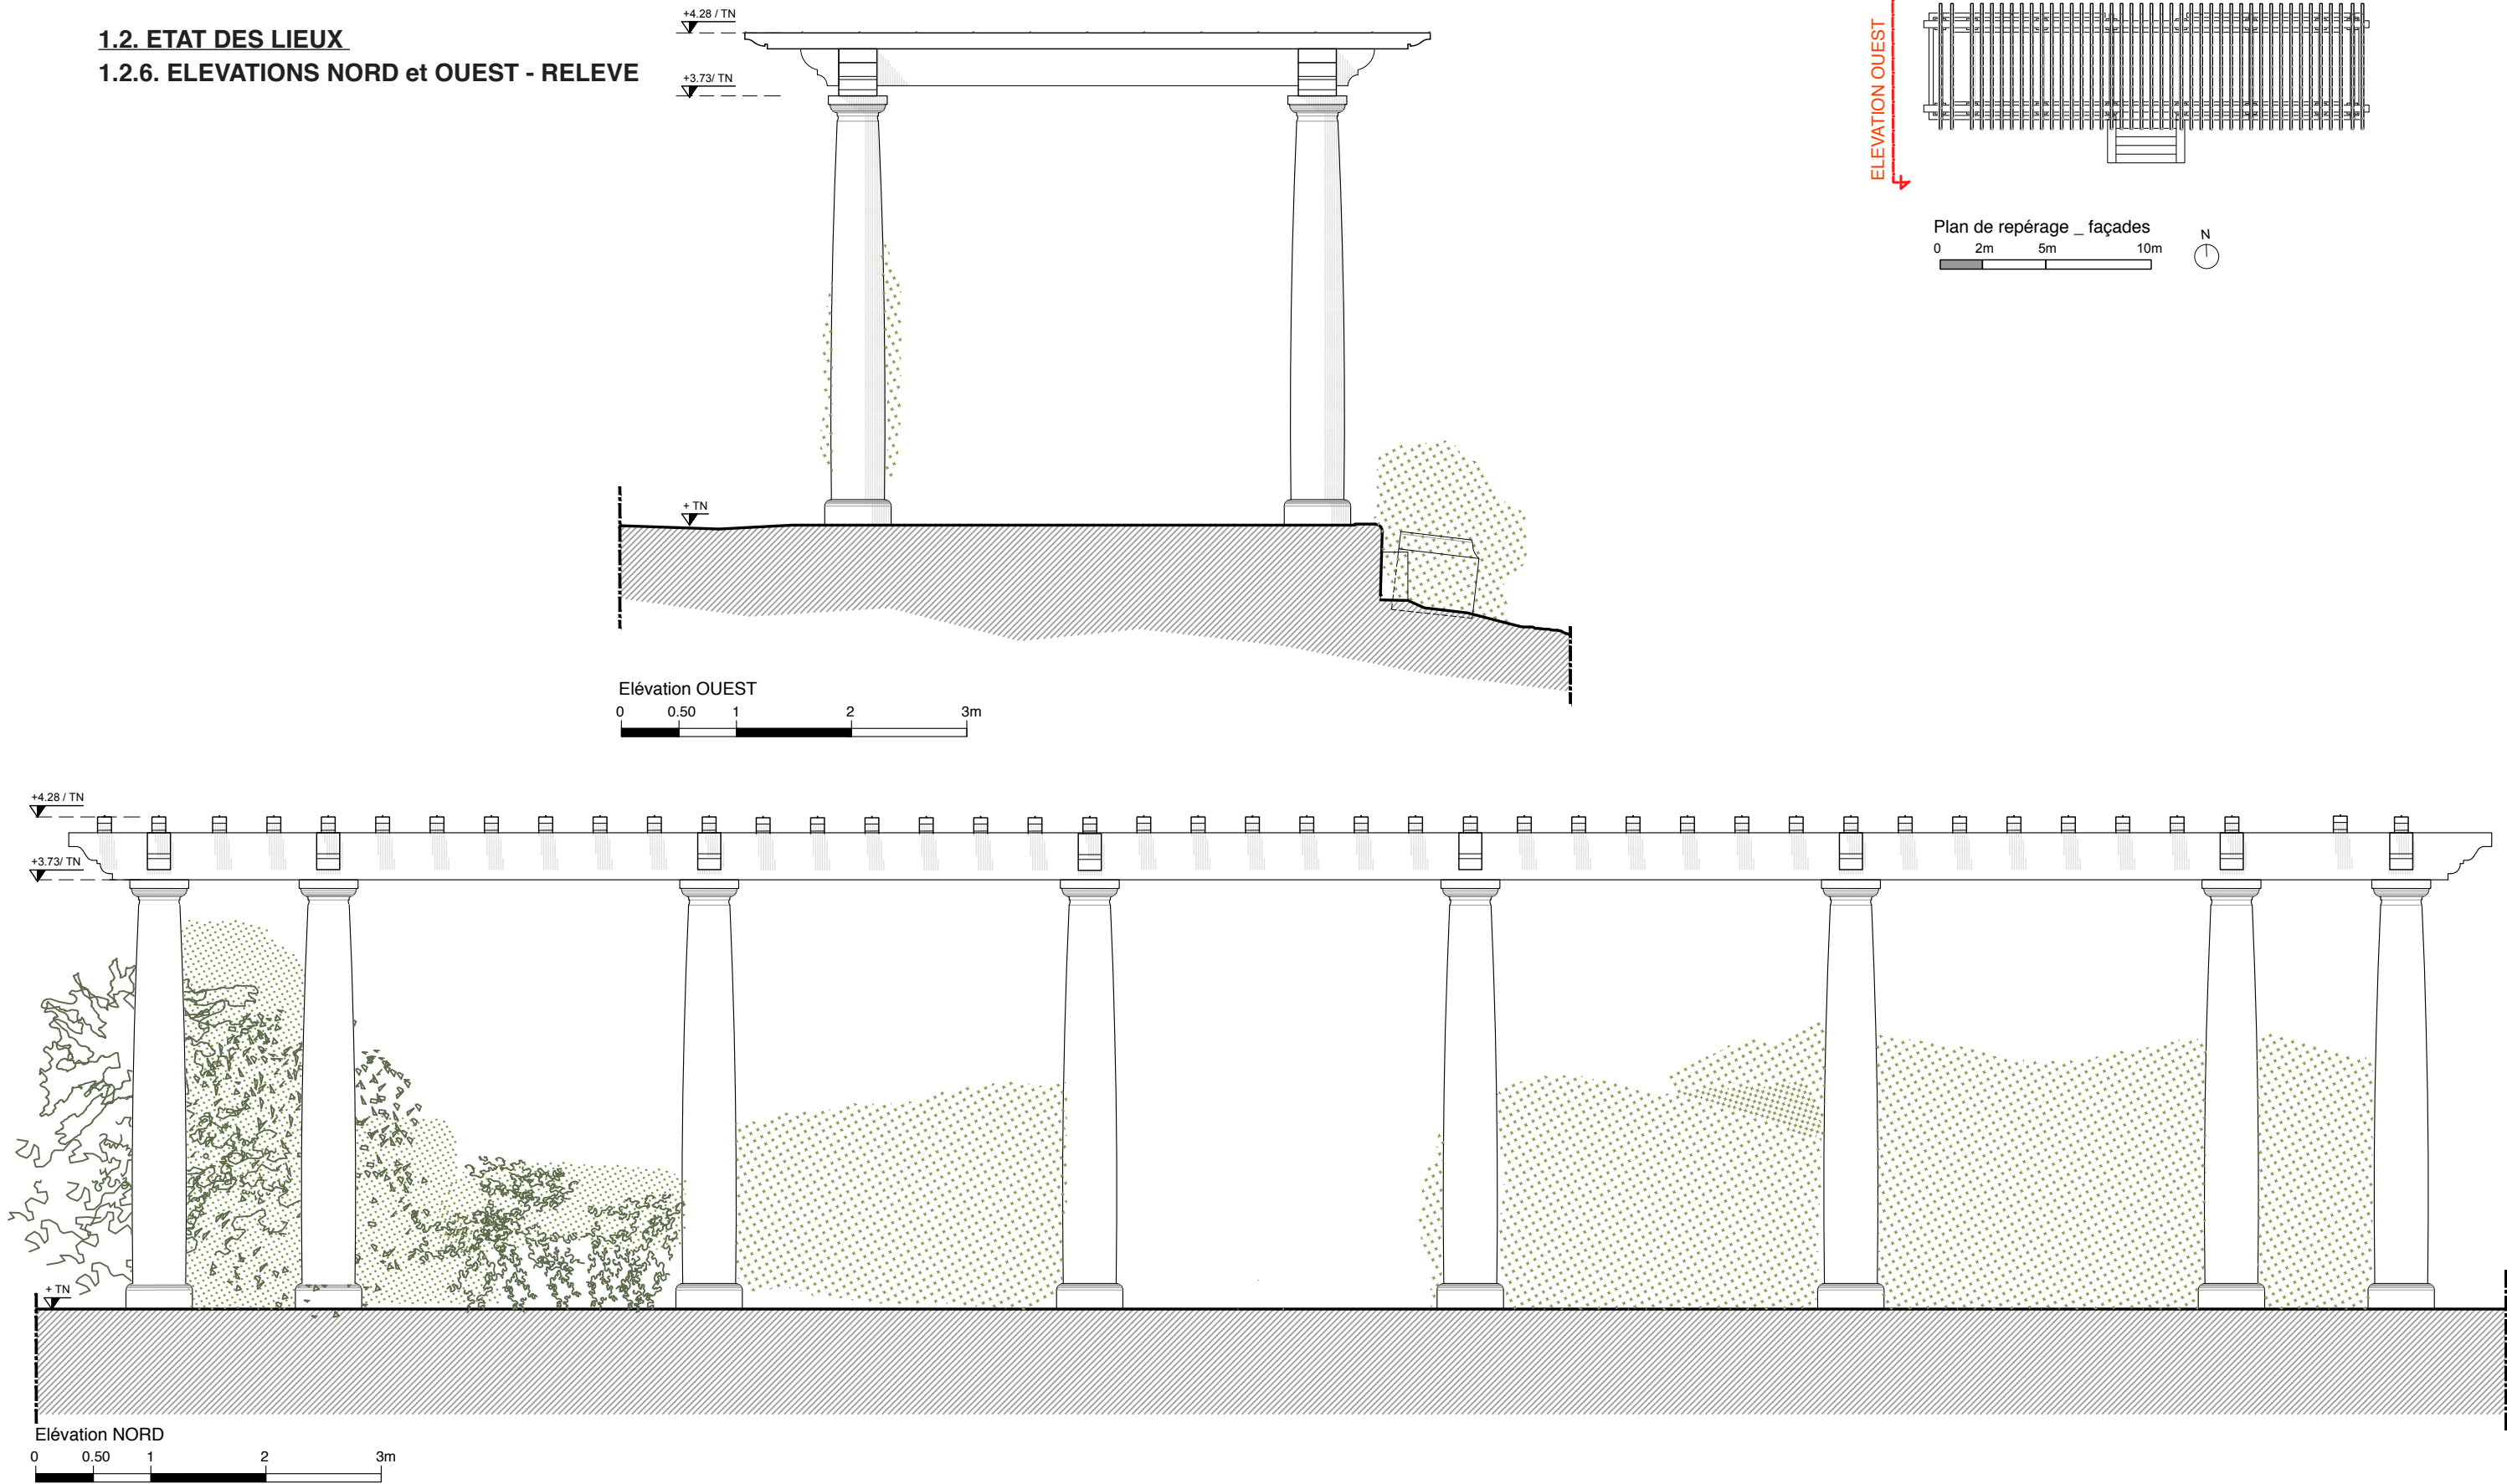 1.2. ETAT DES LIEUX
1.2.6. ELEVATIONS NORD et OUEST - RELEVE
+4.28 / TN
+3.73/ TN
+ TN
Elévation OUEST
0 0.50 1 2 3m
ELEVATION OUEST
Plan de repérage _ façades
0 2m 5m 10m
N
+4.28 / TN
+3.73/ TN
+ TN
Elévation NORD
0 0.50 1 2 3m